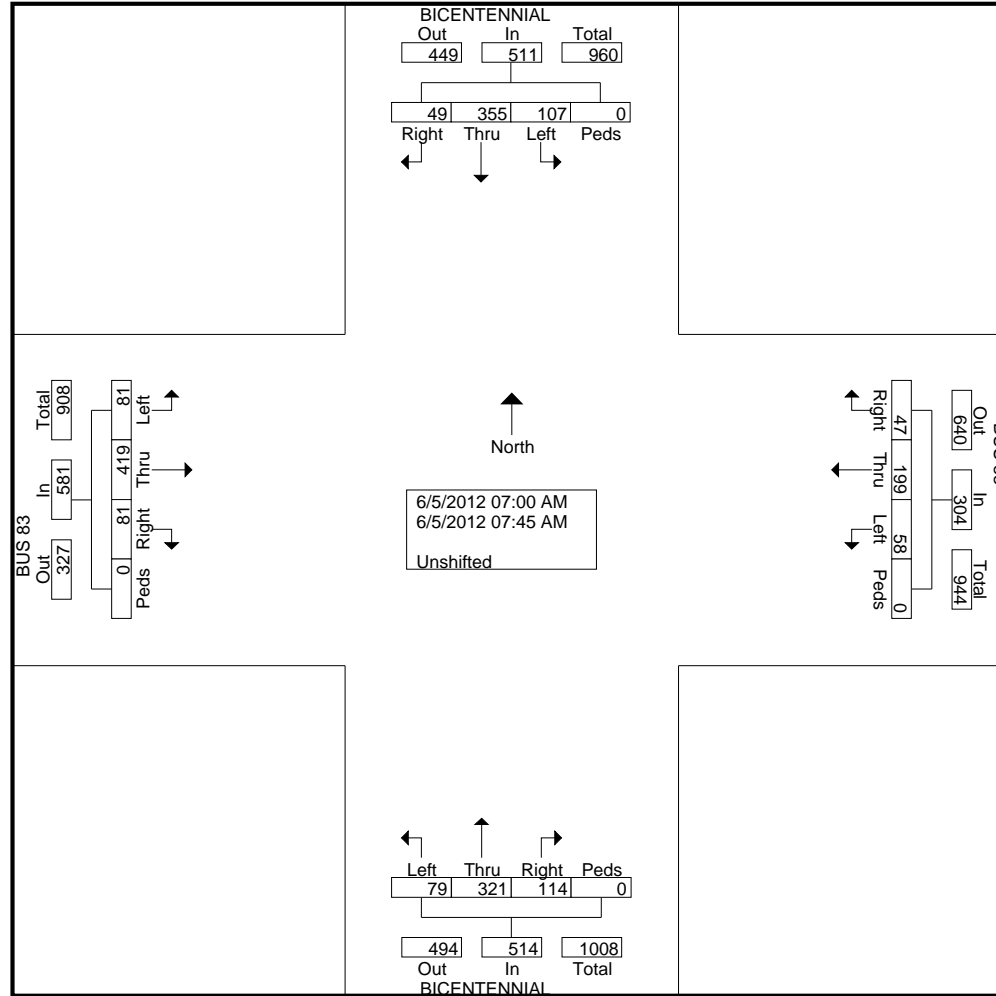 BICENTENNIAL
Out In Total
449 511 960
49 355 107 0
Right Thru Left Peds
Total In Out
908 581 327
BUS 83
81 419 81 0
Left Thru Right Peds
North
6/5/2012 07:00 AM
6/5/2012 07:45 AM
Unshifted
Right Thru Left Peds
47 199 58 0
Out In Total
640 304 944
Left Thru Right Peds
79 321 114 0
494 514 1008
Out In Total
BICENTENNIAL